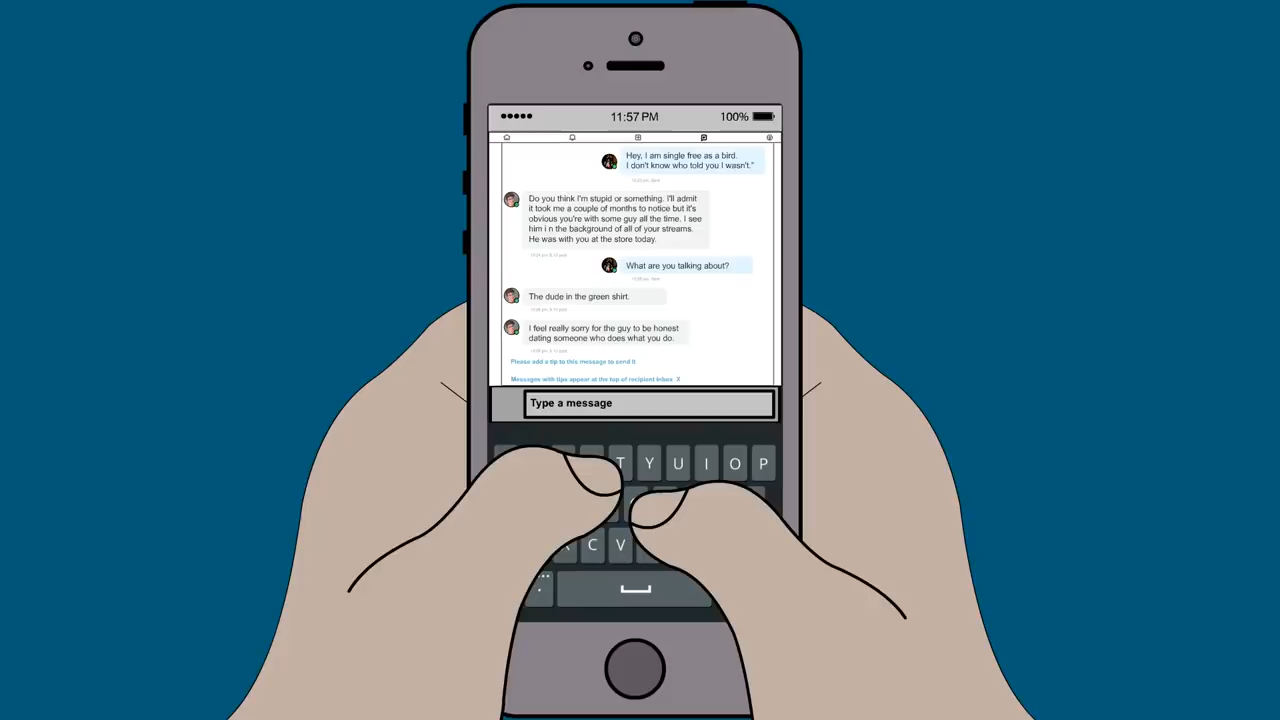 11:57 PM
100%
Hey, I am single free as a bird.
I don't know who told you I wasn't."
Do you think I'm stupid or something. I'll admit
it took me a couple of months to notice but it's
obvious you're with some guy all the time. I see
him i n the background of all of your streams.
He was with you at the store today.
What are you talking about?
The dude in the green shirt.
I feel really sorry for the guy to be honest
dating someone who does what you do.
Please add a tip to this message to send it
Messages with tips appear at the top of recipient inbox X
Type a message
T Y U I O P
C V